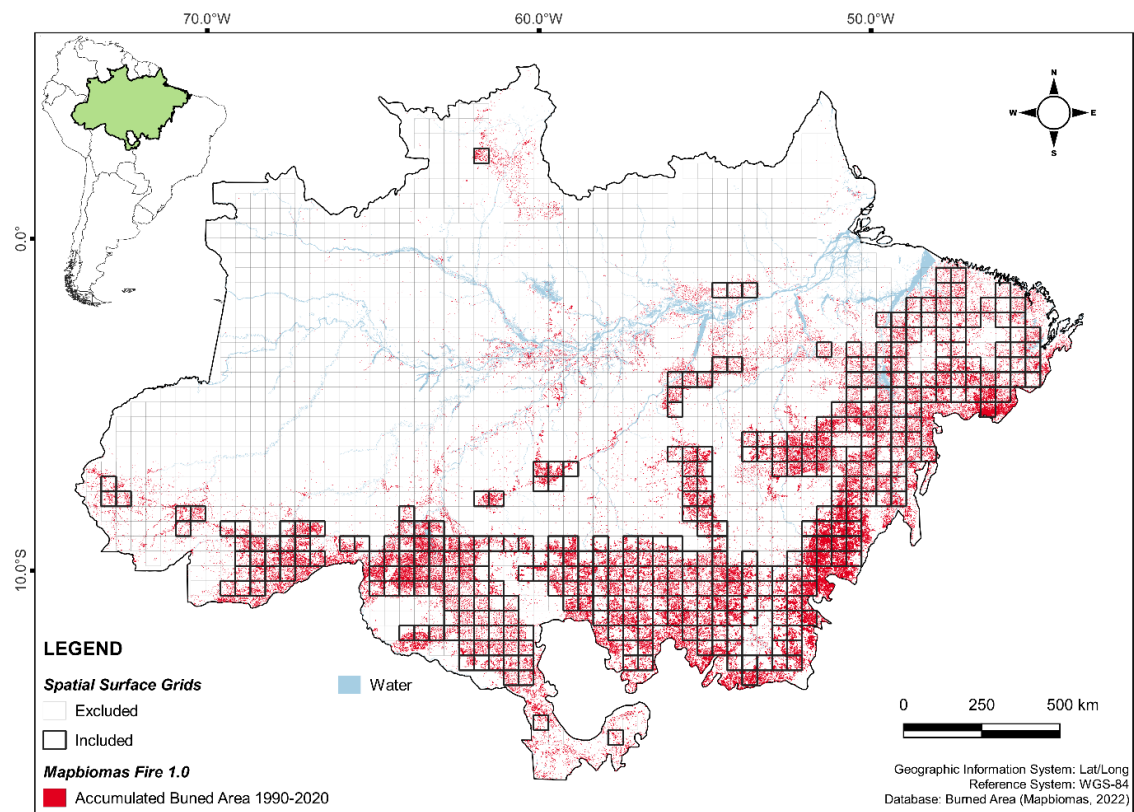 70.0°W 60.0°W 50.0°W
N
W E
S
0.0°
10.0°S
LEGEND
Spatial Surface Grids
Water
Excluded
Included
Mapbiomas Fire 1.0
Accumulated Buned Area 1990-2020
0 250 500 km
Geographic Information System: Lat/Long
Reference System: WGS-84
Database: Burned Area (Mapbiomas, 2022)